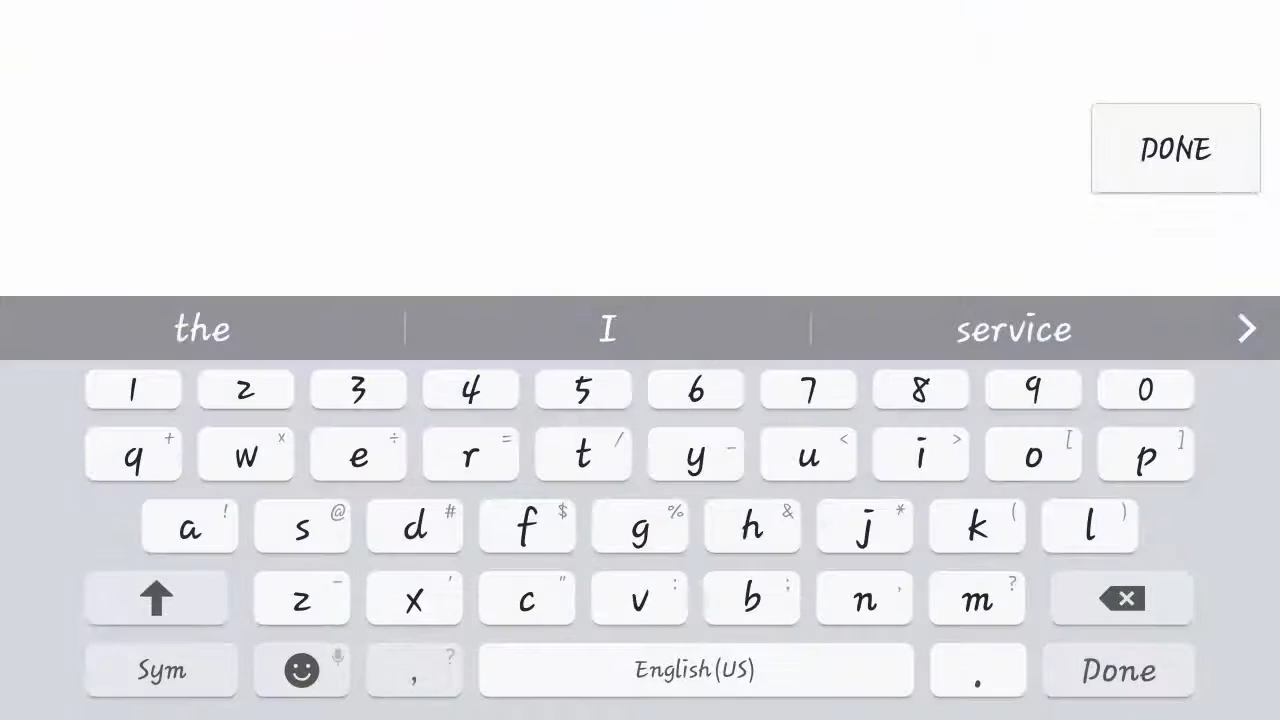 DONE
the I service
1 2 3 4 5 6 7 8 9 0
q + w × e ÷ r = t / y _ u < i > o [ p ]
a ! s @ d # f $ g % h & j * k ( l )
z - x ' c " v : b ; n , m ?
Sym , ? English(US) . Done